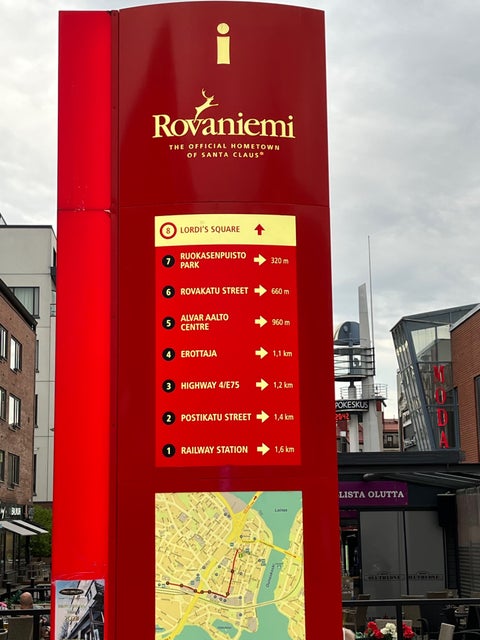 i
Rovaniemi
THE OFFICIAL HOMETOWN
OF SANTA CLAUS®
8 LORDI'S SQUARE
7 RUOKASENPUISTO
PARK 320 m
6 ROVAKATU STREET 660 m
5 ALVAR AALTO
CENTRE 960 m
4 EROTTAJA 1,1 km
3 HIGHWAY 4/E75 1,2 km
2 POSTIKATU STREET 1,4 km
1 RAILWAY STATION 1,6 km
POKESKUS
MODA
LISTA OLUTTA